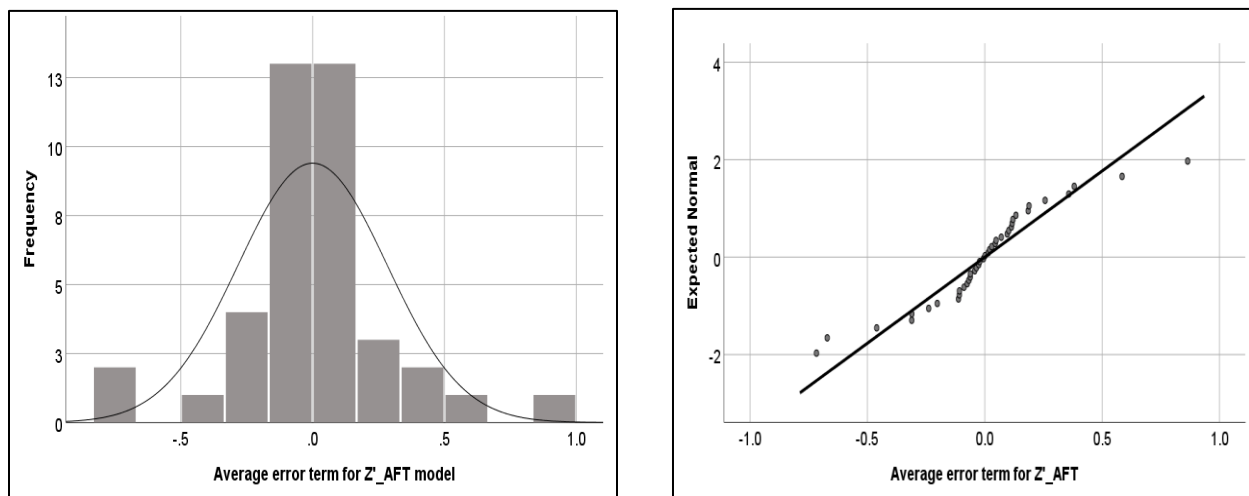 13
10
8
5
3
0
Frequency
-.5 .0 .5 1.0
Average error term for Z'_AFT model
4
2
0
-2
Expected Normal
-1.0 -0.5 0.0 0.5 1.0
Average error term for Z'_AFT